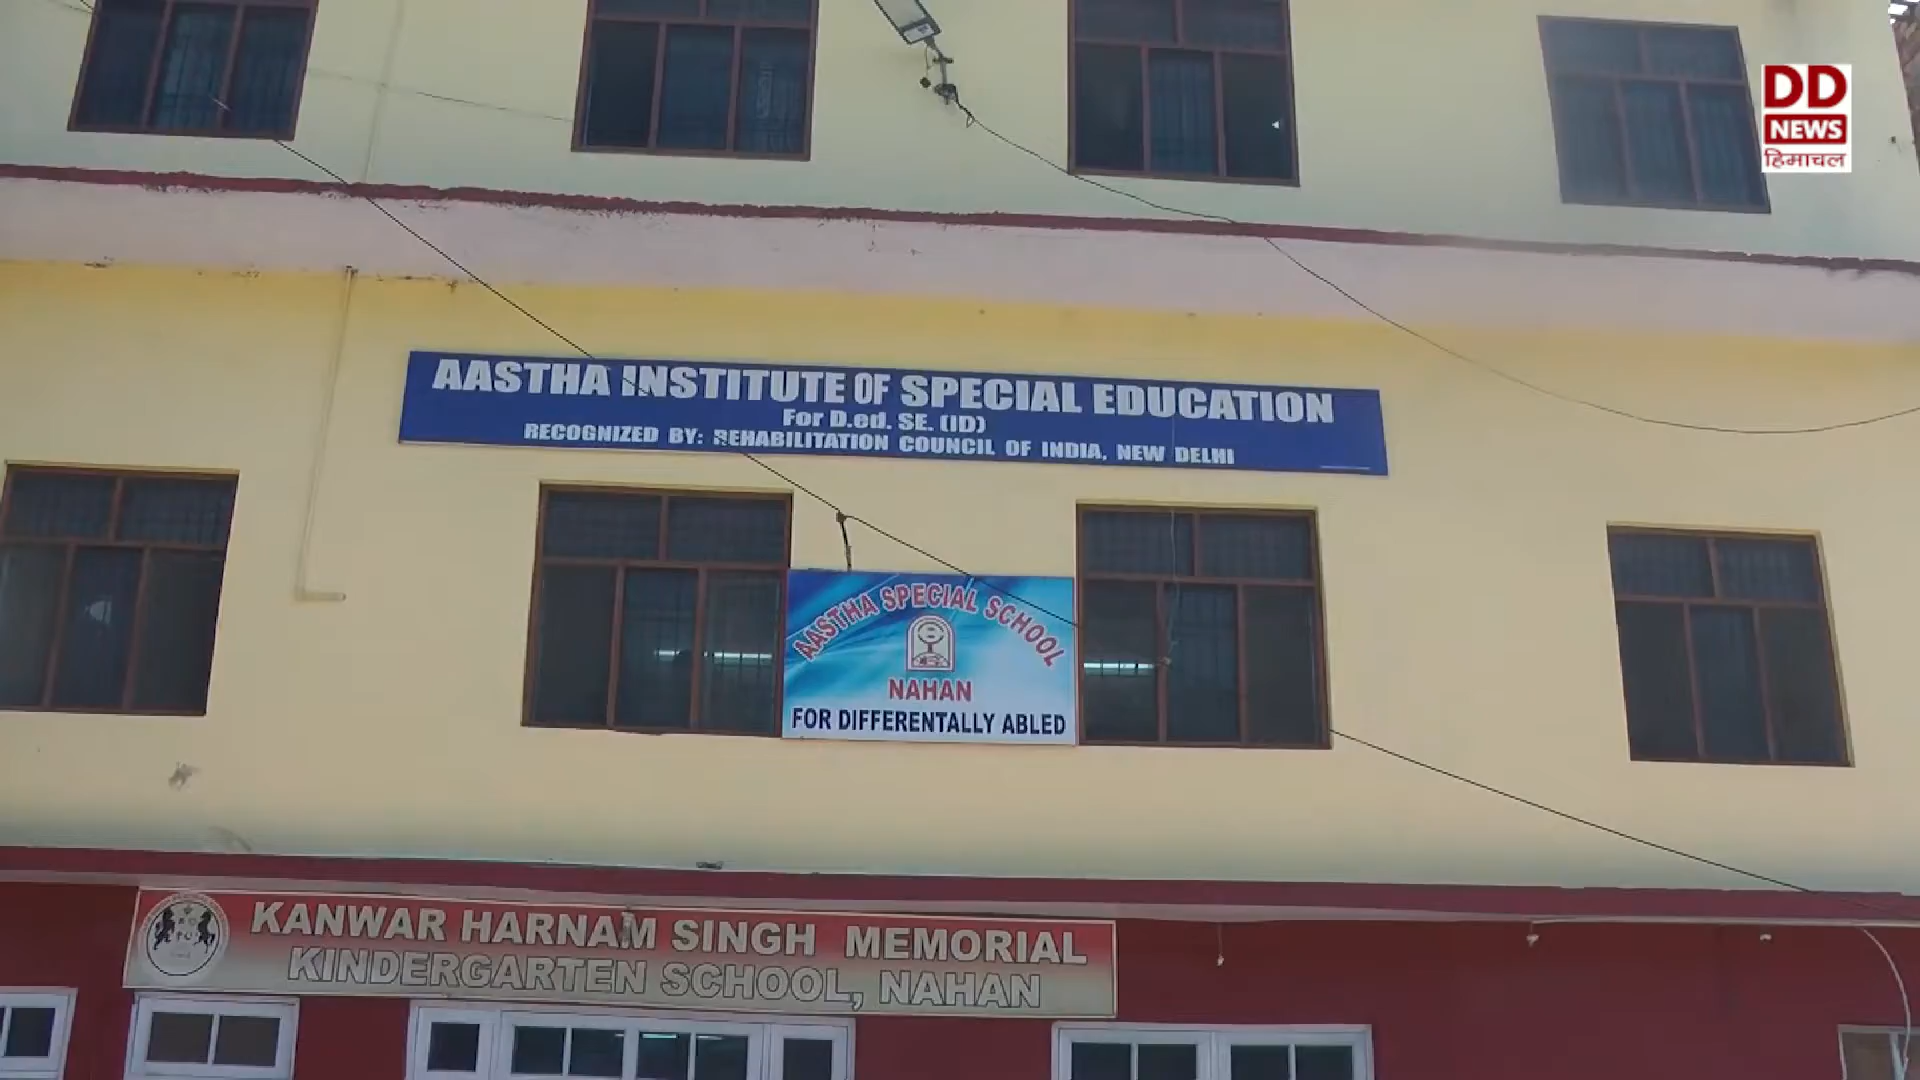 DD
NEWS
हिमाचल
AASTHA INSTITUTE OF SPECIAL EDUCATION
For D.ed. SE. (ID)
RECOGNIZED BY: REHABILITATION COUNCIL OF INDIA, NEW DELHI
AASTHA SPECIAL SCHOOL
NAHAN
FOR DIFFERENTALLY ABLED
KANWAR HARNAM SINGH MEMORIAL
KINDERGARTEN SCHOOL, NAHAN